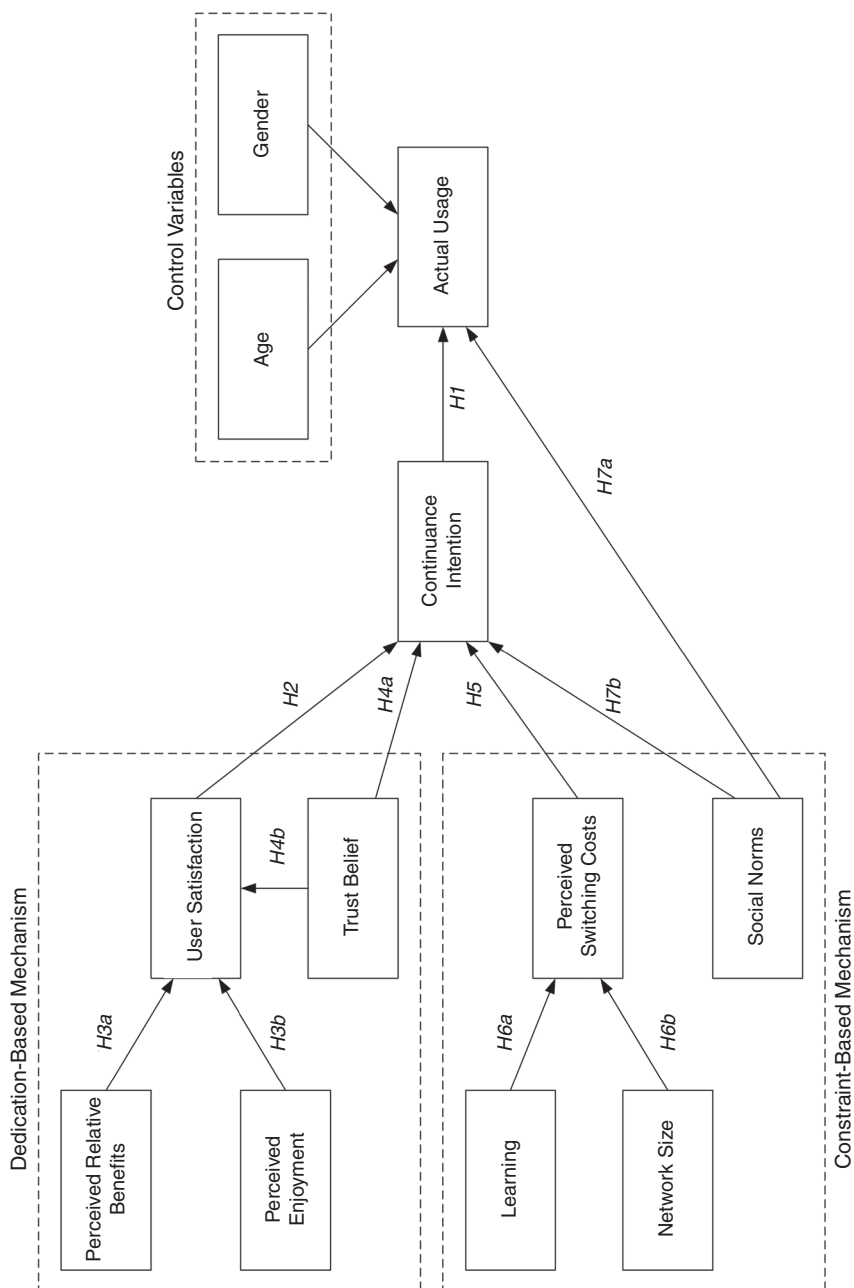 Dedication-Based Mechanism
Perceived Relative
Benefits
H3a
User Satisfaction
H2
Perceived
Enjoyment
H3b
H4b
Trust Belief
H4a
Control Variables
Age
Gender
Continuance
Intention
H1
Actual Usage
Learning
H6a
Perceived
Switching Costs
H5
Network Size
H6b
Social Norms
H7b
H7a
Constraint-Based Mechanism